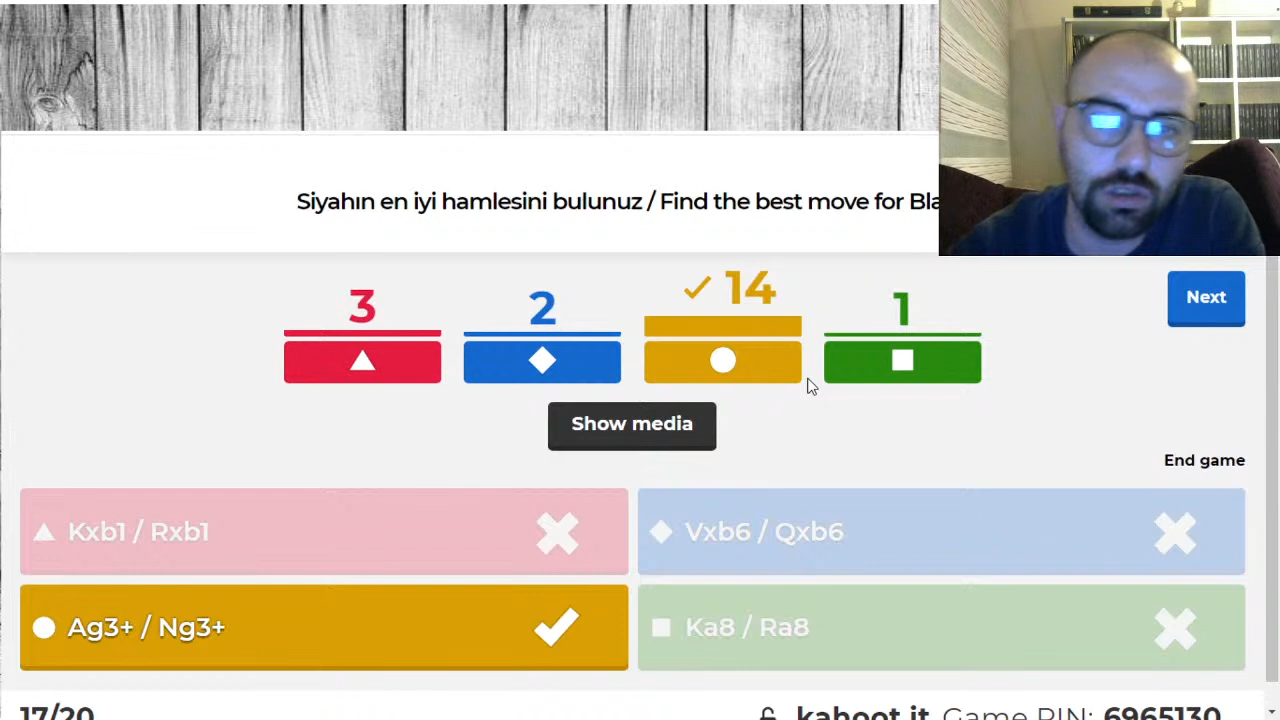 Siyahın en iyi hamlesini bulunuz / Find the best move for Bla
3
2
14
1
Next
Show media
End game
Kxb1 / Rxb1
Vxb6 / Qxb6
Ag3+ / Ng3+
Ka8 / Ra8
17/20
kahoot.it Game PIN: 6965130